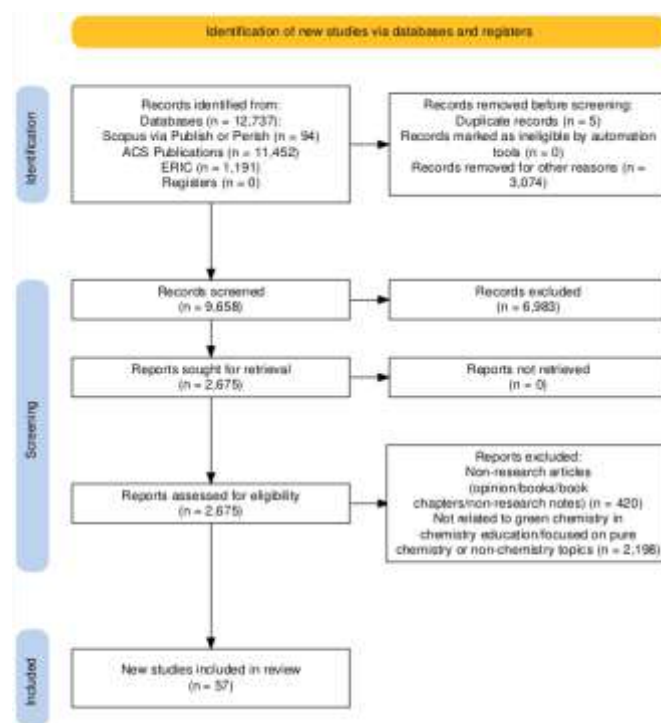 Identification of new studies via databases and registers
Identification
Records identified from:
Databases (n = 12,737):
Scopus via Publish or Perish (n = 94)
ACS Publications (n = 11,452)
ERIC (n = 1,191)
Registers (n = 0)
Records removed before screening:
Duplicate records (n = 5)
Records marked as ineligible by automation
tools (n = 0)
Records removed for other reasons (n =
3,074)
Screening
Records screened
(n = 9,658)
Records excluded
(n = 6,983)
Reports sought for retrieval
(n = 2,675)
Reports not retrieved
(n = 0)
Reports assessed for eligibility
(n = 2,675)
Reports excluded:
Non-research articles
(opinion/books/book
chapters/non-research notes) (n = 420)
Not related to green chemistry in
chemistry education/focused on pure
chemistry or non-chemistry topics (n = 2,198)
Included
New studies included in review
(n = 57)